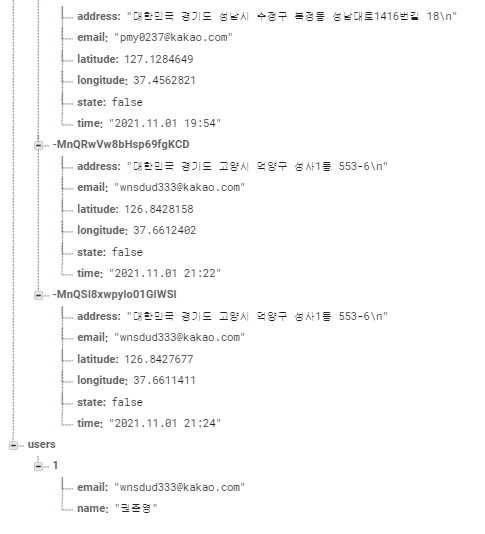 address: "대한민국 경기도 성남시 수정구 복정동 성남대로1416번길 18\n"
email: "pmy0237@kakao.com"
latitude: 127.1284649
longitude: 37.4562821
state: false
time: "2021.11.01 19:54"
-MnQRwVw8bHsp69fgKCD
address: "대한민국 경기도 고양시 덕양구 성사1동 553-6\n"
email: "wnsdud333@kakao.com"
latitude: 126.8428158
longitude: 37.6612402
state: false
time: "2021.11.01 21:22"
-MnQSl8xwpylo01GlWSl
address: "대한민국 경기도 고양시 덕양구 성사1동 553-6\n"
email: "wnsdud333@kakao.com"
latitude: 126.8427677
longitude: 37.6611411
state: false
time: "2021.11.01 21:24"
users
1
email: "wnsdud333@kakao.com"
name: "권준영"